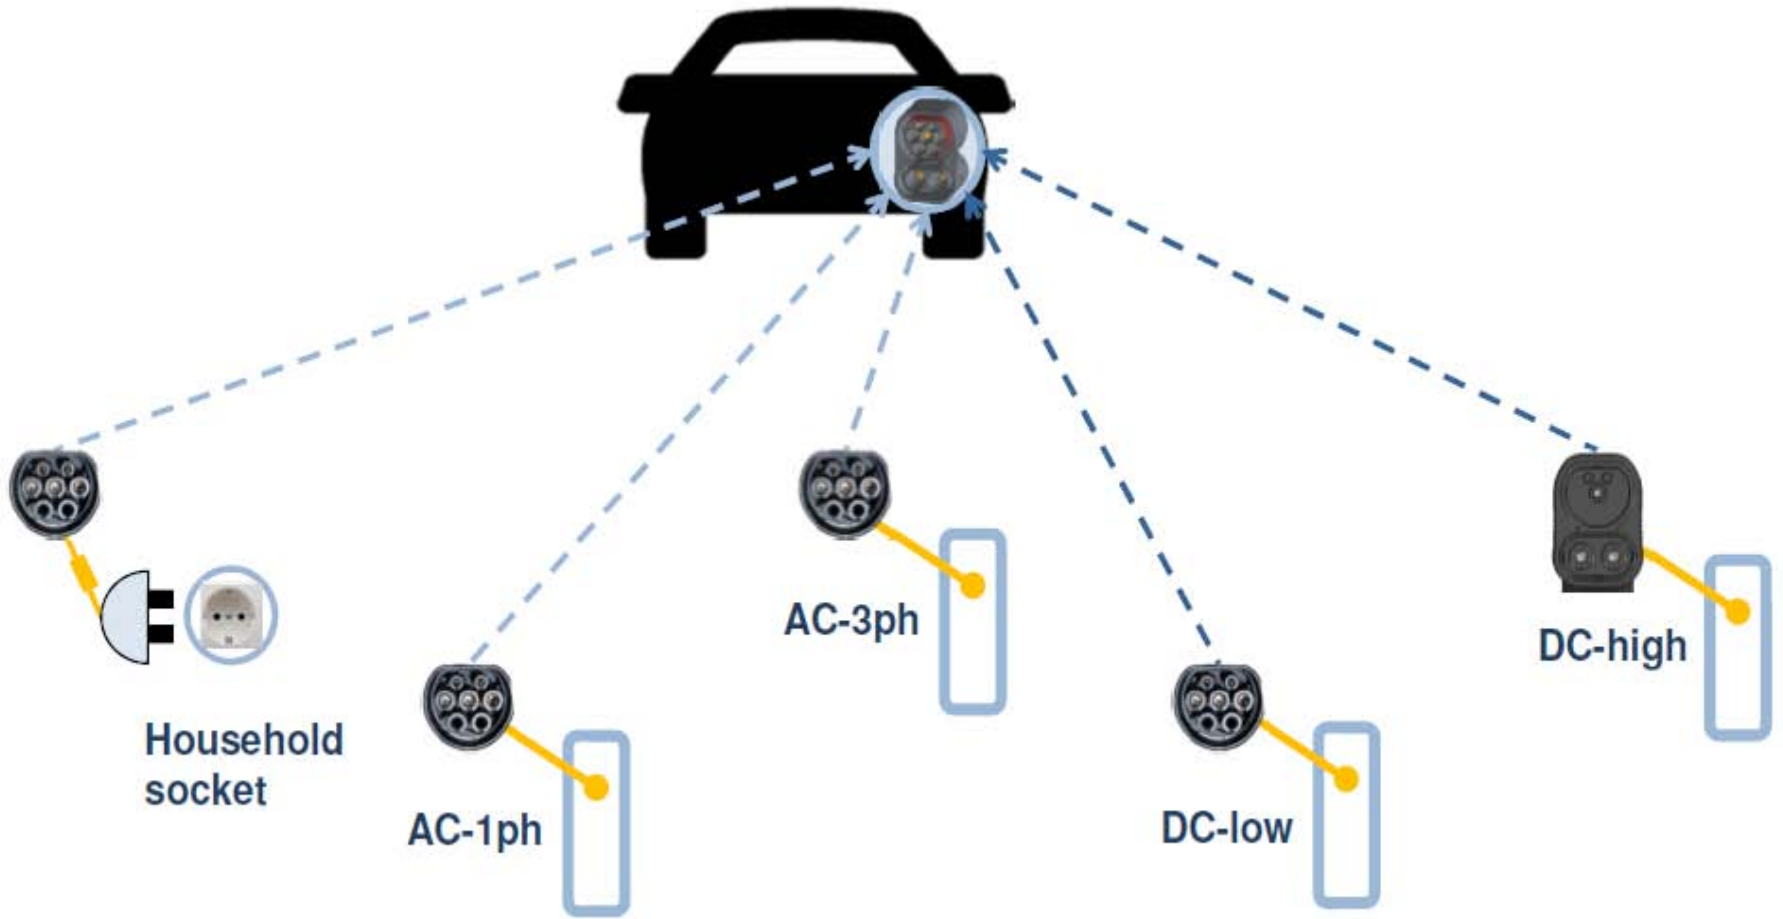 Household
socket
AC-1ph
AC-3ph
DC-low
DC-high